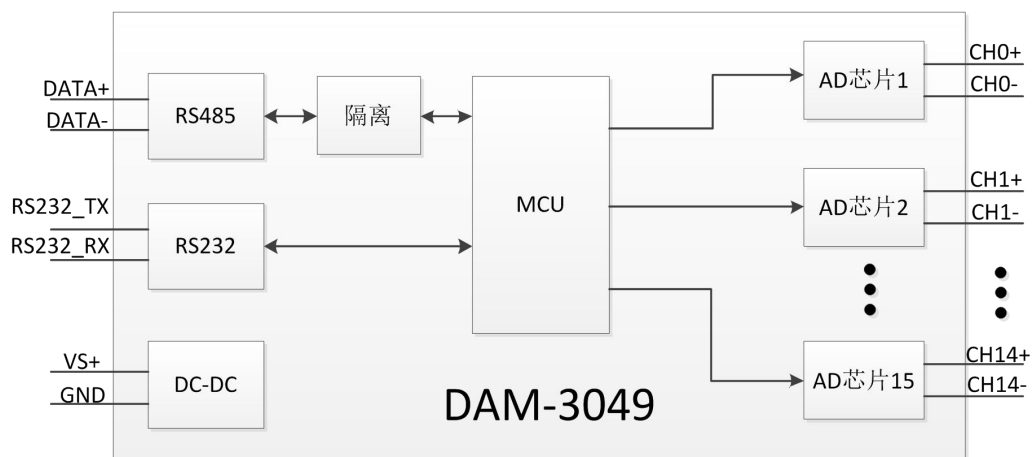 DATA+
DATA-
RS485
隔离
RS232_TX
RS232_RX
RS232
VS+
GND
DC-DC
MCU
AD芯片1
CH0+
CH0-
AD芯片2
CH1+
CH1-
AD芯片15
CH14+
CH14-
DAM-3049